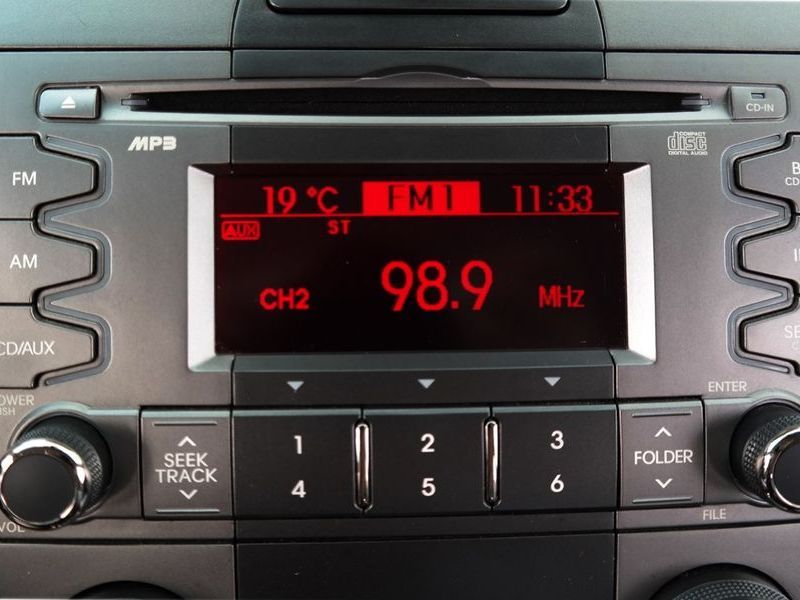 CD-IN
MP3
COMPACT
disc
DIGITAL AUDIO
FM
19 °C FM1 11:33
AUX ST
AM
CH2 98.9 MHz
CD/AUX
ENTER
1 2 3
SEEK
TRACK
FOLDER
4 5 6
VOL
FILE